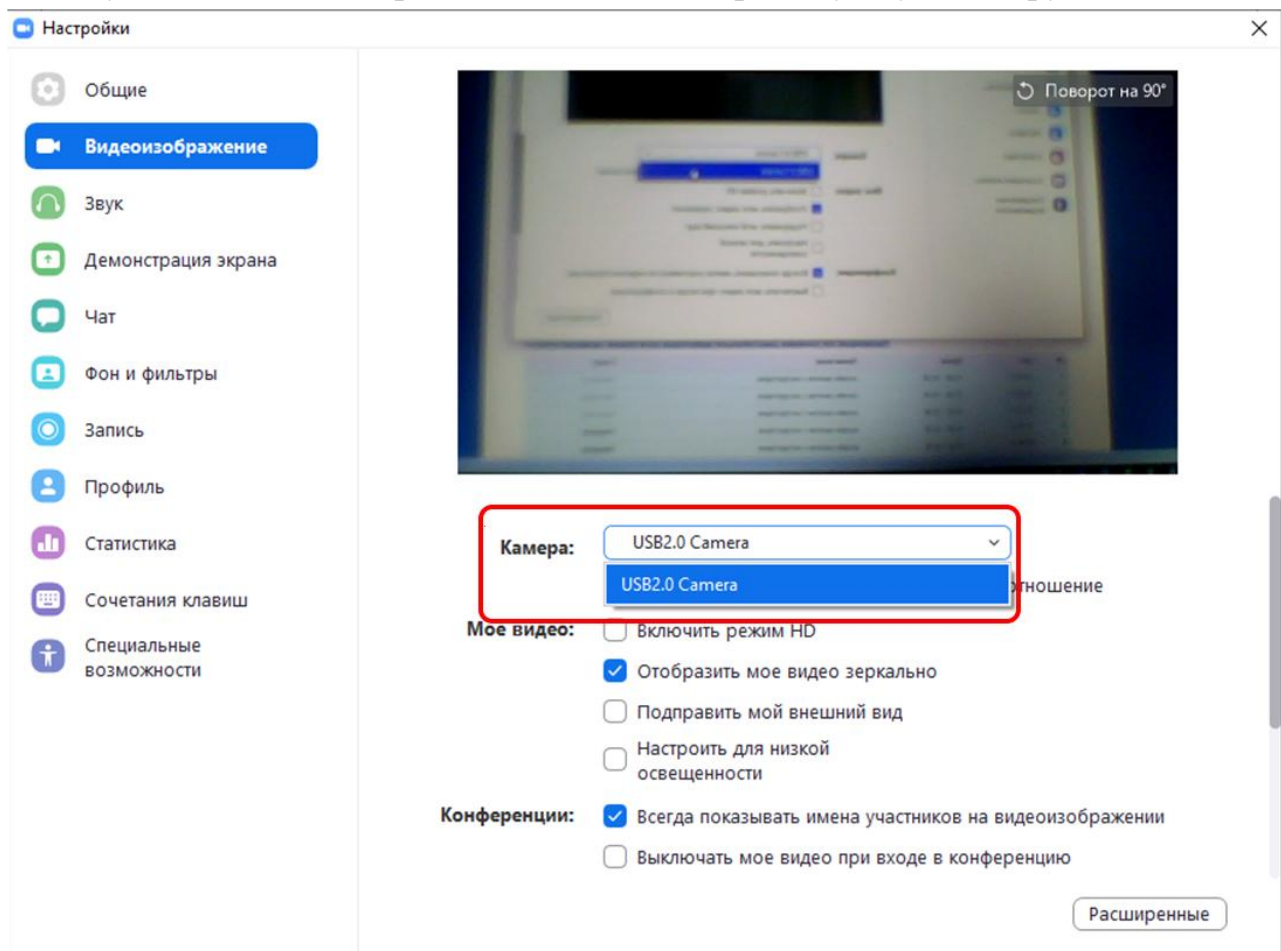 Настройки
Общие
Видеоизображение
Звук
Демонстрация экрана
Чат
Фон и фильтры
Запись
Профиль
Статистика
Сочетания клавиш
Специальные
возможности
Поворот на 90°
Камера: USB2.0 Camera
USB2.0 Camera
Мое видео: Включить режим HD
Отобразить мое видео зеркально
Подправить мой внешний вид
Настроить для низкой
освещенности
Конференции: Всегда показывать имена участников на видеоизображении
Выключать мое видео при входе в конференцию
Расширенные